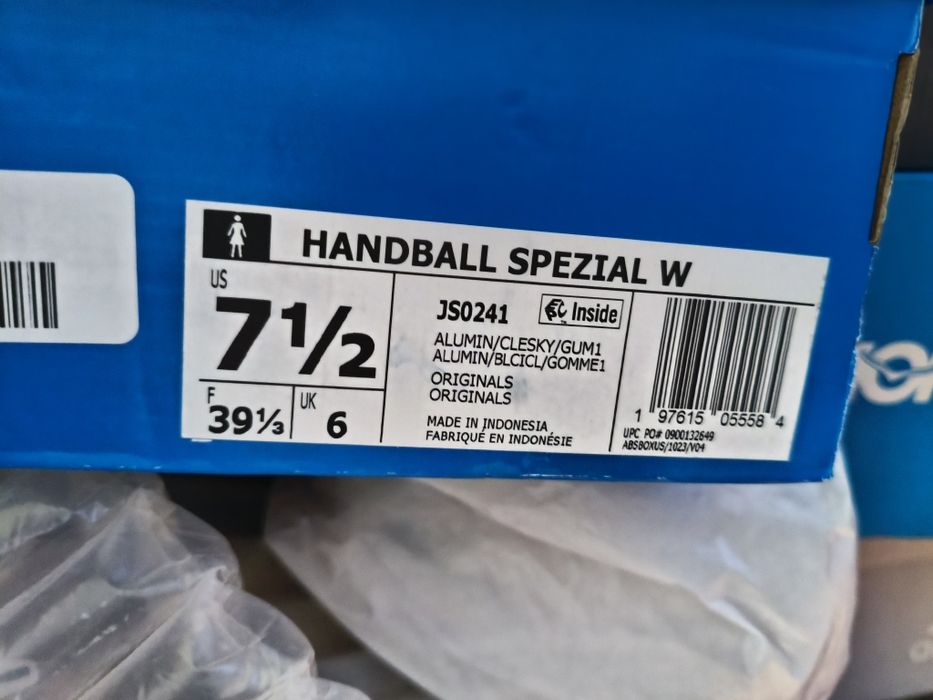 HANDBALL SPEZIAL W
US
7½
F
39⅓
UK
6
JS0241
Inside
ALUMIN/CLESKY/GUM1
ALUMIN/BLCICL/GOMME1
ORIGINALS
ORIGINALS
MADE IN INDONESIA
FABRIQUÉ EN INDONÉSIE
1 97615 05558 4
UPC PO# 0900132649
ABSBOXUS/1023/V04